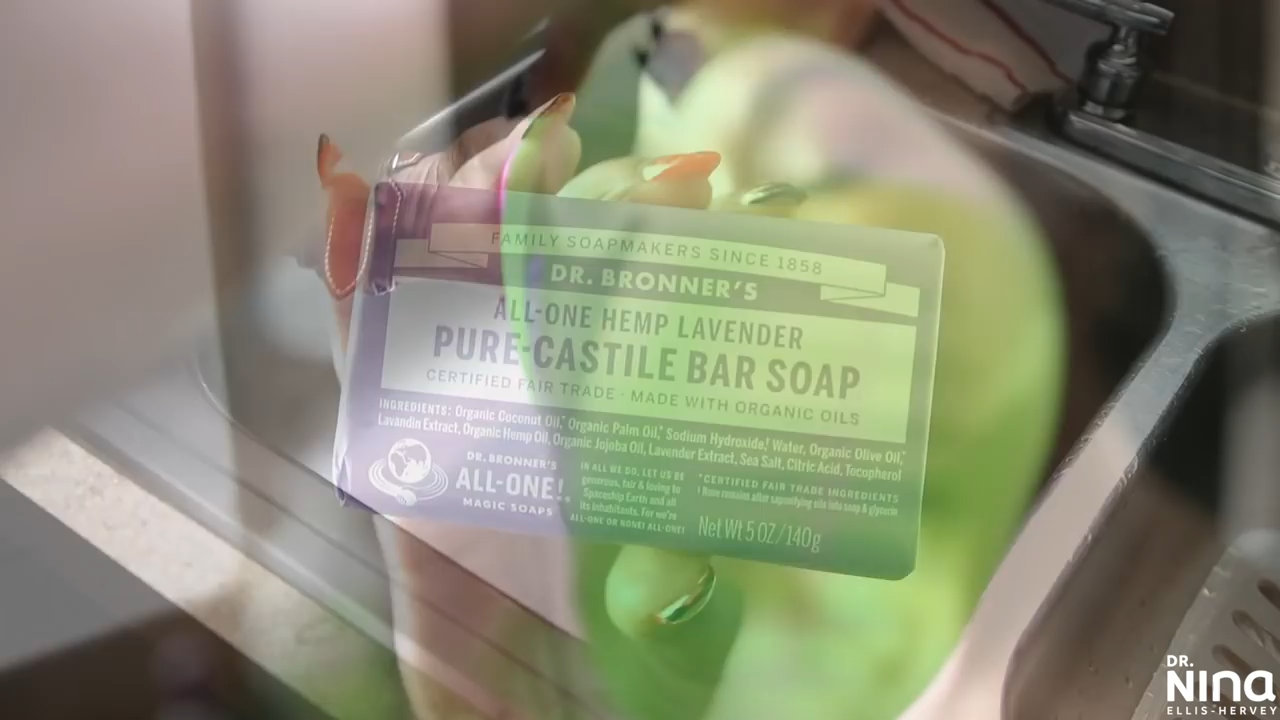 FAMILY SOAPMAKERS SINCE 1858
DR. BRONNER'S
ALL-ONE HEMP LAVENDER
PURE-CASTILE BAR SOAP
CERTIFIED FAIR TRADE · MADE WITH ORGANIC OILS
INGREDIENTS: Organic Coconut Oil,* Organic Palm Oil,* Sodium Hydroxide,† Water, Organic Olive Oil,*
Lavandin Extract, Organic Hemp Oil, Organic Jojoba Oil, Lavender Extract, Sea Salt, Citric Acid, Tocopherol
DR. BRONNER'S
ALL-ONE!
MAGIC SOAPS
IN ALL WE DO, LET US BE
generous, fair & loving to
Spaceship Earth and all
its inhabitants. For we're
ALL-ONE OR NONE! ALL-ONE!
*CERTIFIED FAIR TRADE INGREDIENTS
† None remains after saponifying oils into soap & glycerin
Net Wt 5 OZ/140g
DR.
Nina
ELLIS-HERVEY